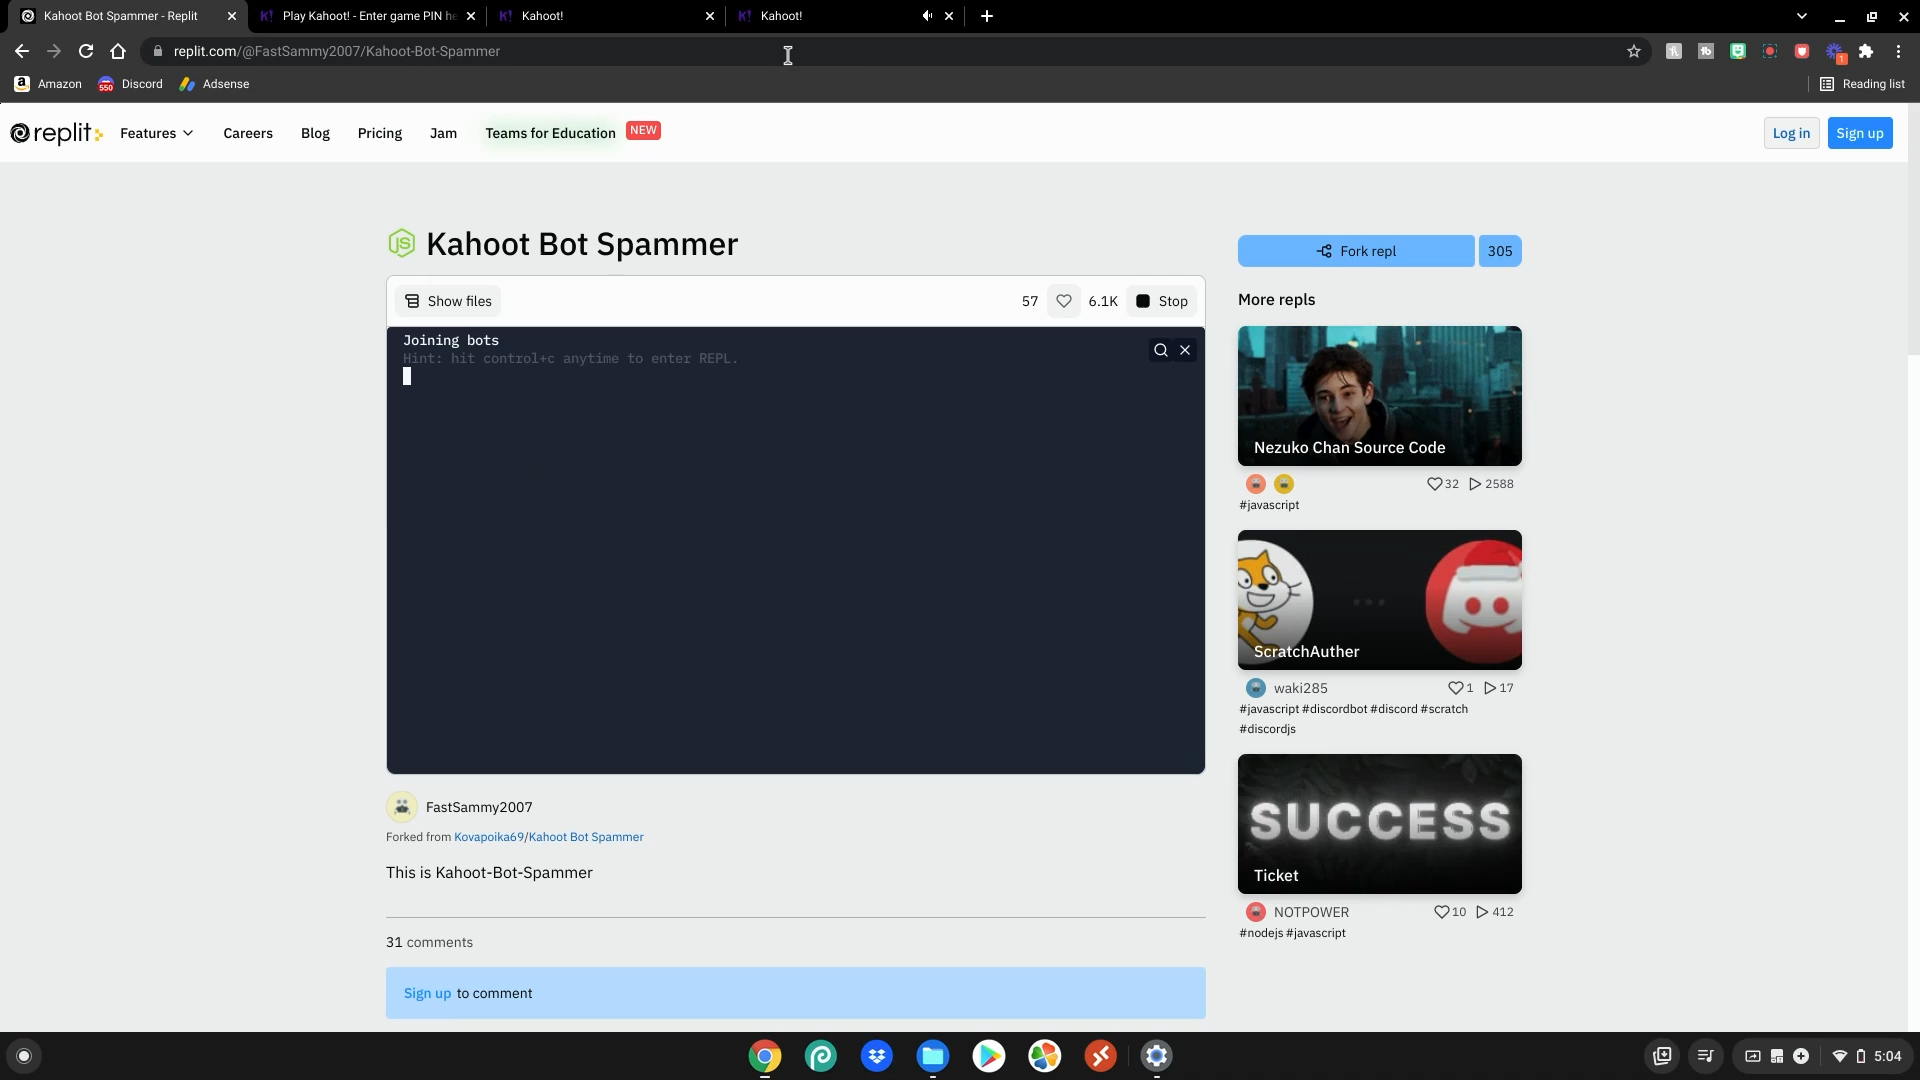 Kahoot Bot Spammer - Replit
Play Kahoot! - Enter game PIN he
Kahoot!
Kahoot!
replit.com/@FastSammy2007/Kahoot-Bot-Spammer
1
Amazon
550
Discord
Adsense
Reading list
replit
Features
Careers
Blog
Pricing
Jam
Teams for Education
NEW
Log in
Sign up
JS
Kahoot Bot Spammer
Fork repl
305
Show files
57
6.1K
Stop
Joining bots
Hint: hit control+c anytime to enter REPL.
More repls
Nezuko Chan Source Code
32
2588
#javascript
ScratchAuther
waki285
1
17
#javascript #discordbot #discord #scratch
#discordjs
SUCCESS
Ticket
NOTPOWER
10
412
#nodejs #javascript
FastSammy2007
Forked from Kovapoika69/Kahoot Bot Spammer
This is Kahoot-Bot-Spammer
31 comments
Sign up to comment
5:04